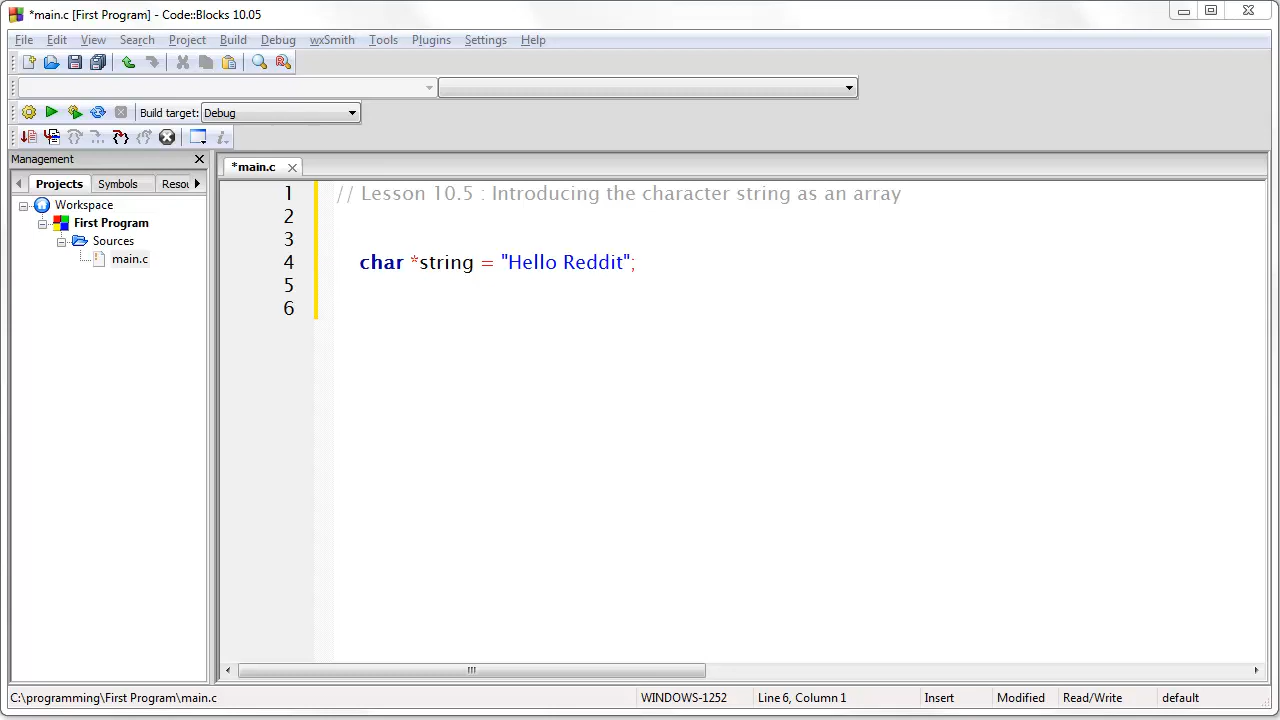 *main.c [First Program] - Code::Blocks 10.05
File Edit View Search Project Build Debug wxSmith Tools Plugins Settings Help
Build target: Debug
Management
*main.c
Projects Symbols Resou
Workspace
First Program
Sources
main.c
1 // Lesson 10.5 : Introducing the character string as an array
2
3
4 char *string = "Hello Reddit";
5
6
C:\programming\First Program\main.c WINDOWS-1252 Line 6, Column 1 Insert Modified Read/Write default